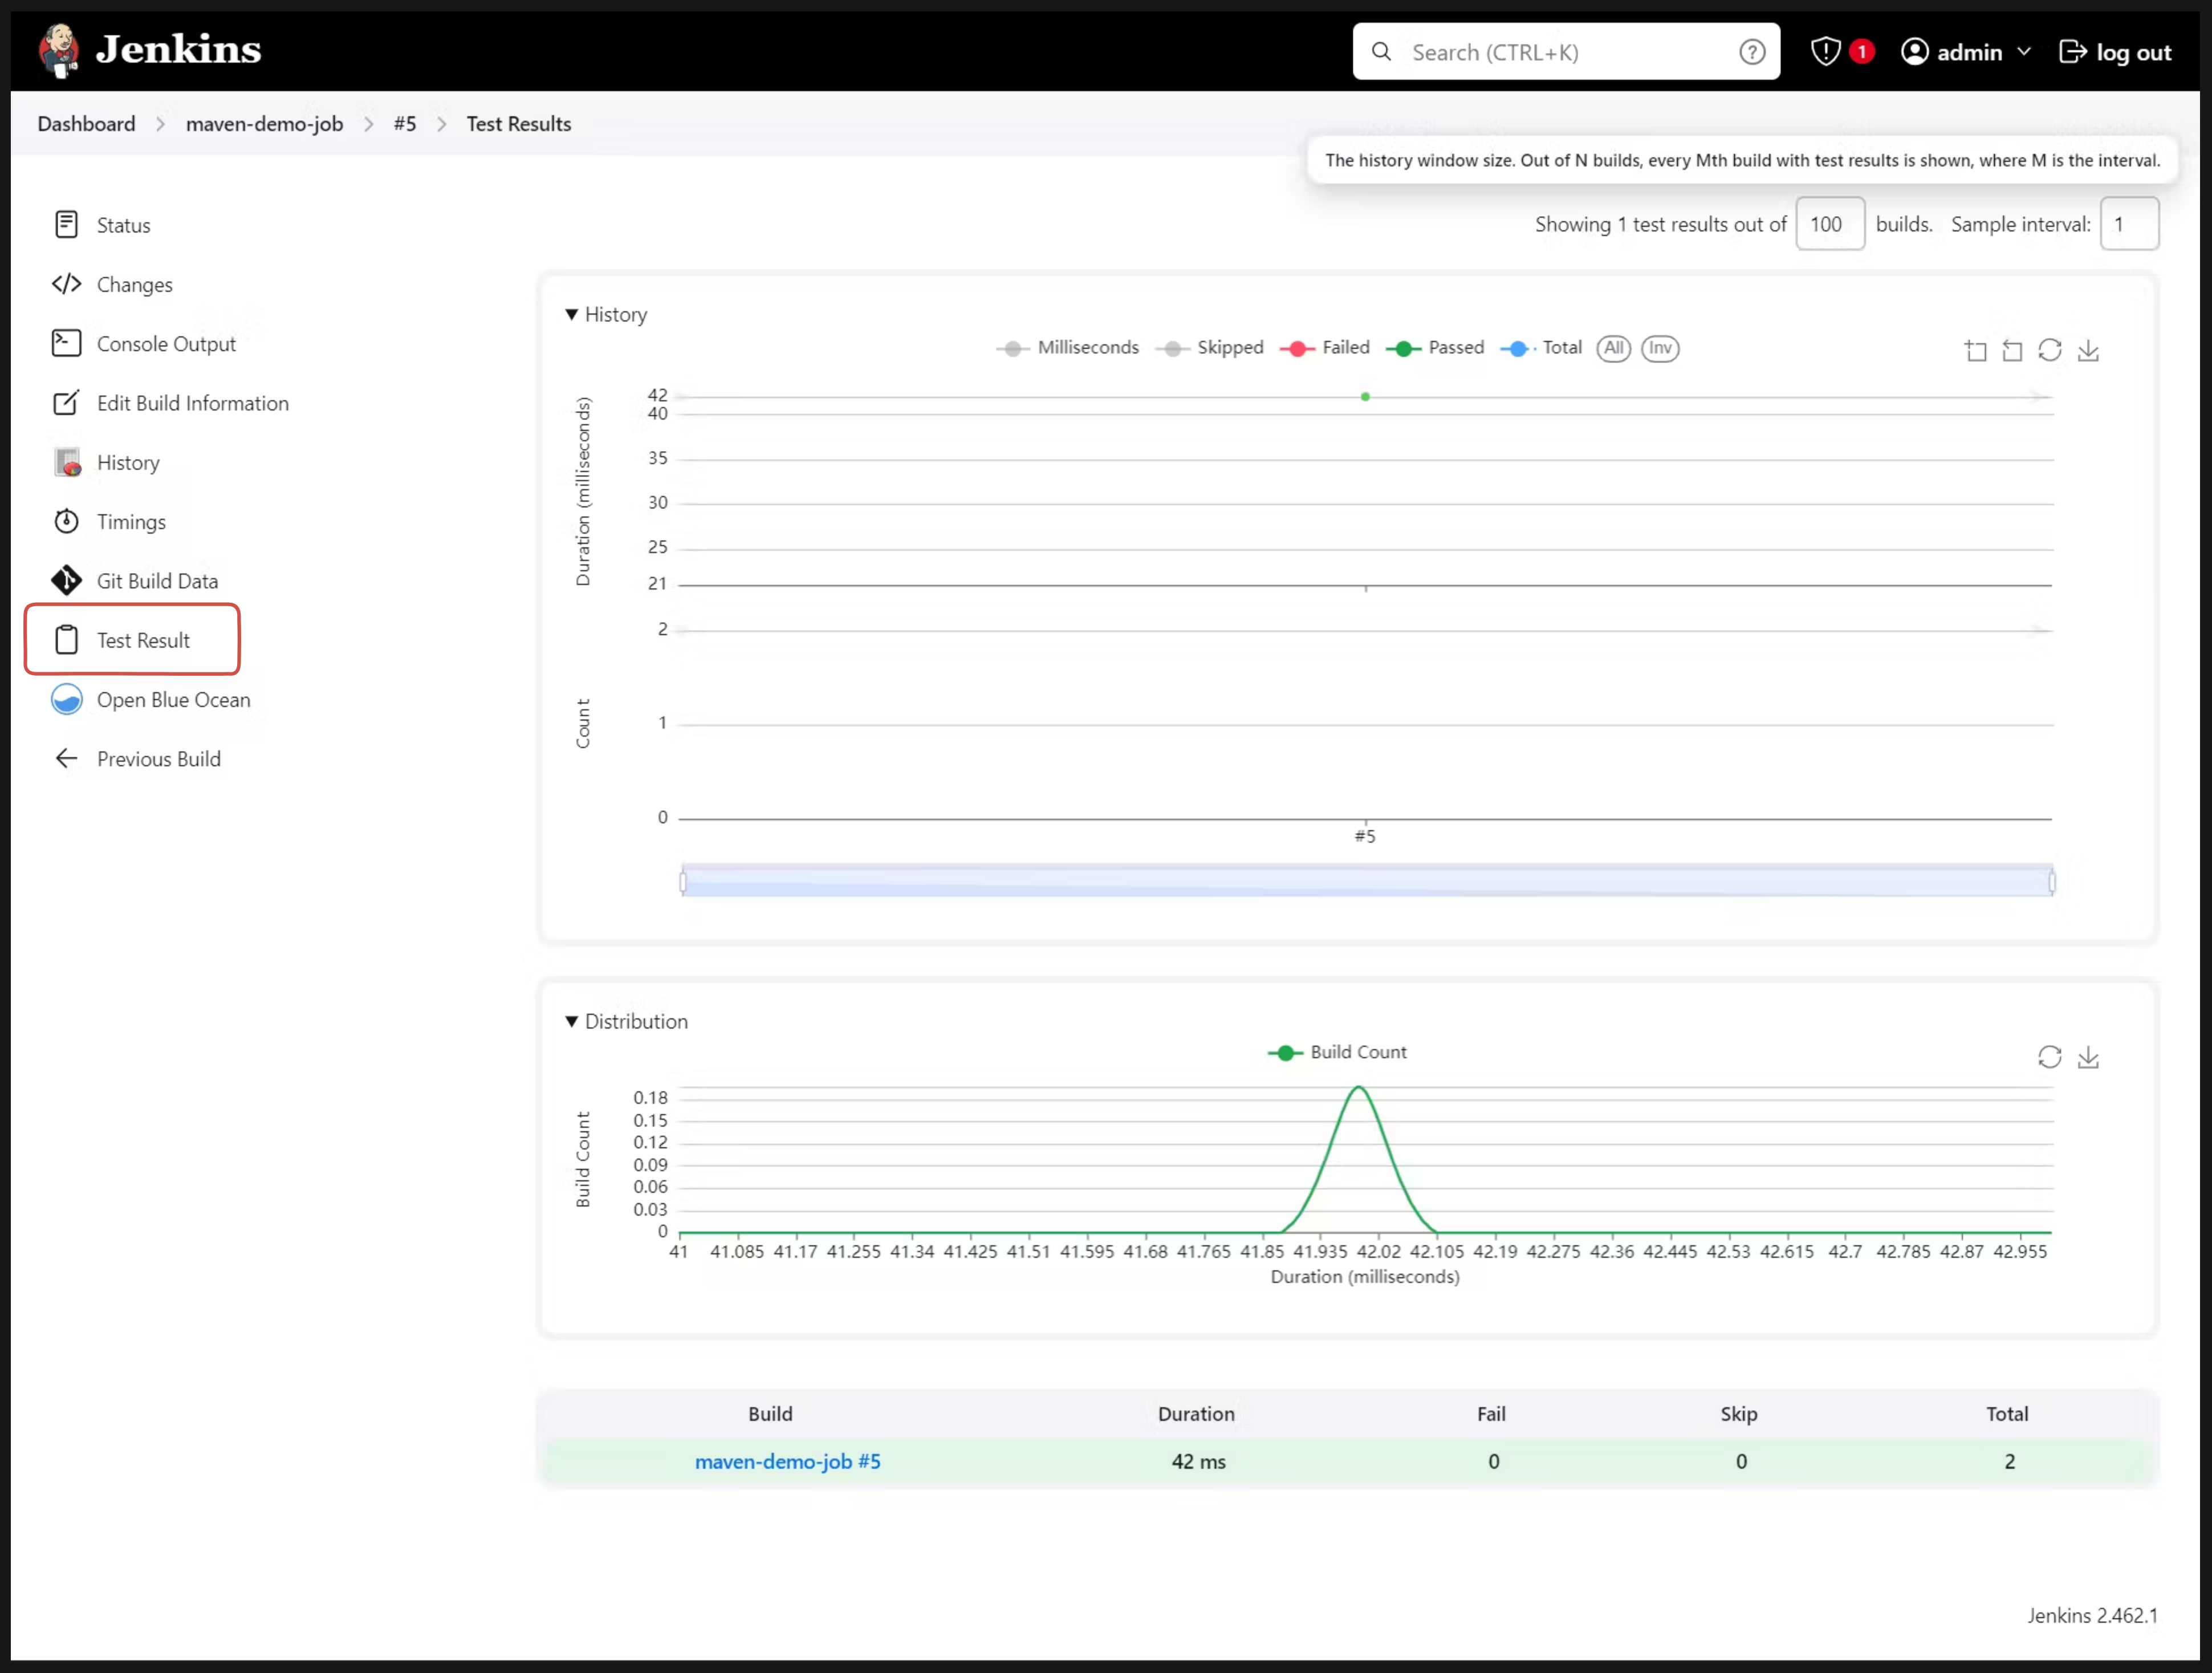 Jenkins
Search (CTRL+K)
?
1
admin
log out
Dashboard > maven-demo-job > #5 > Test Results
The history window size. Out of N builds, every Mth build with test results is shown, where M is the interval.
Showing 1 test results out of 100 builds. Sample interval: 1
Status
Changes
Console Output
Edit Build Information
History
Timings
Git Build Data
Test Result
Open Blue Ocean
Previous Build
History
Milliseconds Skipped Failed Passed Total All Inv
Duration (milliseconds)
42
40
35
30
25
21
Count
2
1
0
#5
Distribution
Build Count
Build Count
0.18
0.15
0.12
0.09
0.06
0.03
0
41 41.085 41.17 41.255 41.34 41.425 41.51 41.595 41.68 41.765 41.85 41.935 42.02 42.105 42.19 42.275 42.36 42.445 42.53 42.615 42.7 42.785 42.87 42.955
Duration (milliseconds)
Build Duration Fail Skip Total
maven-demo-job #5 42 ms 0 0 2
Jenkins 2.462.1